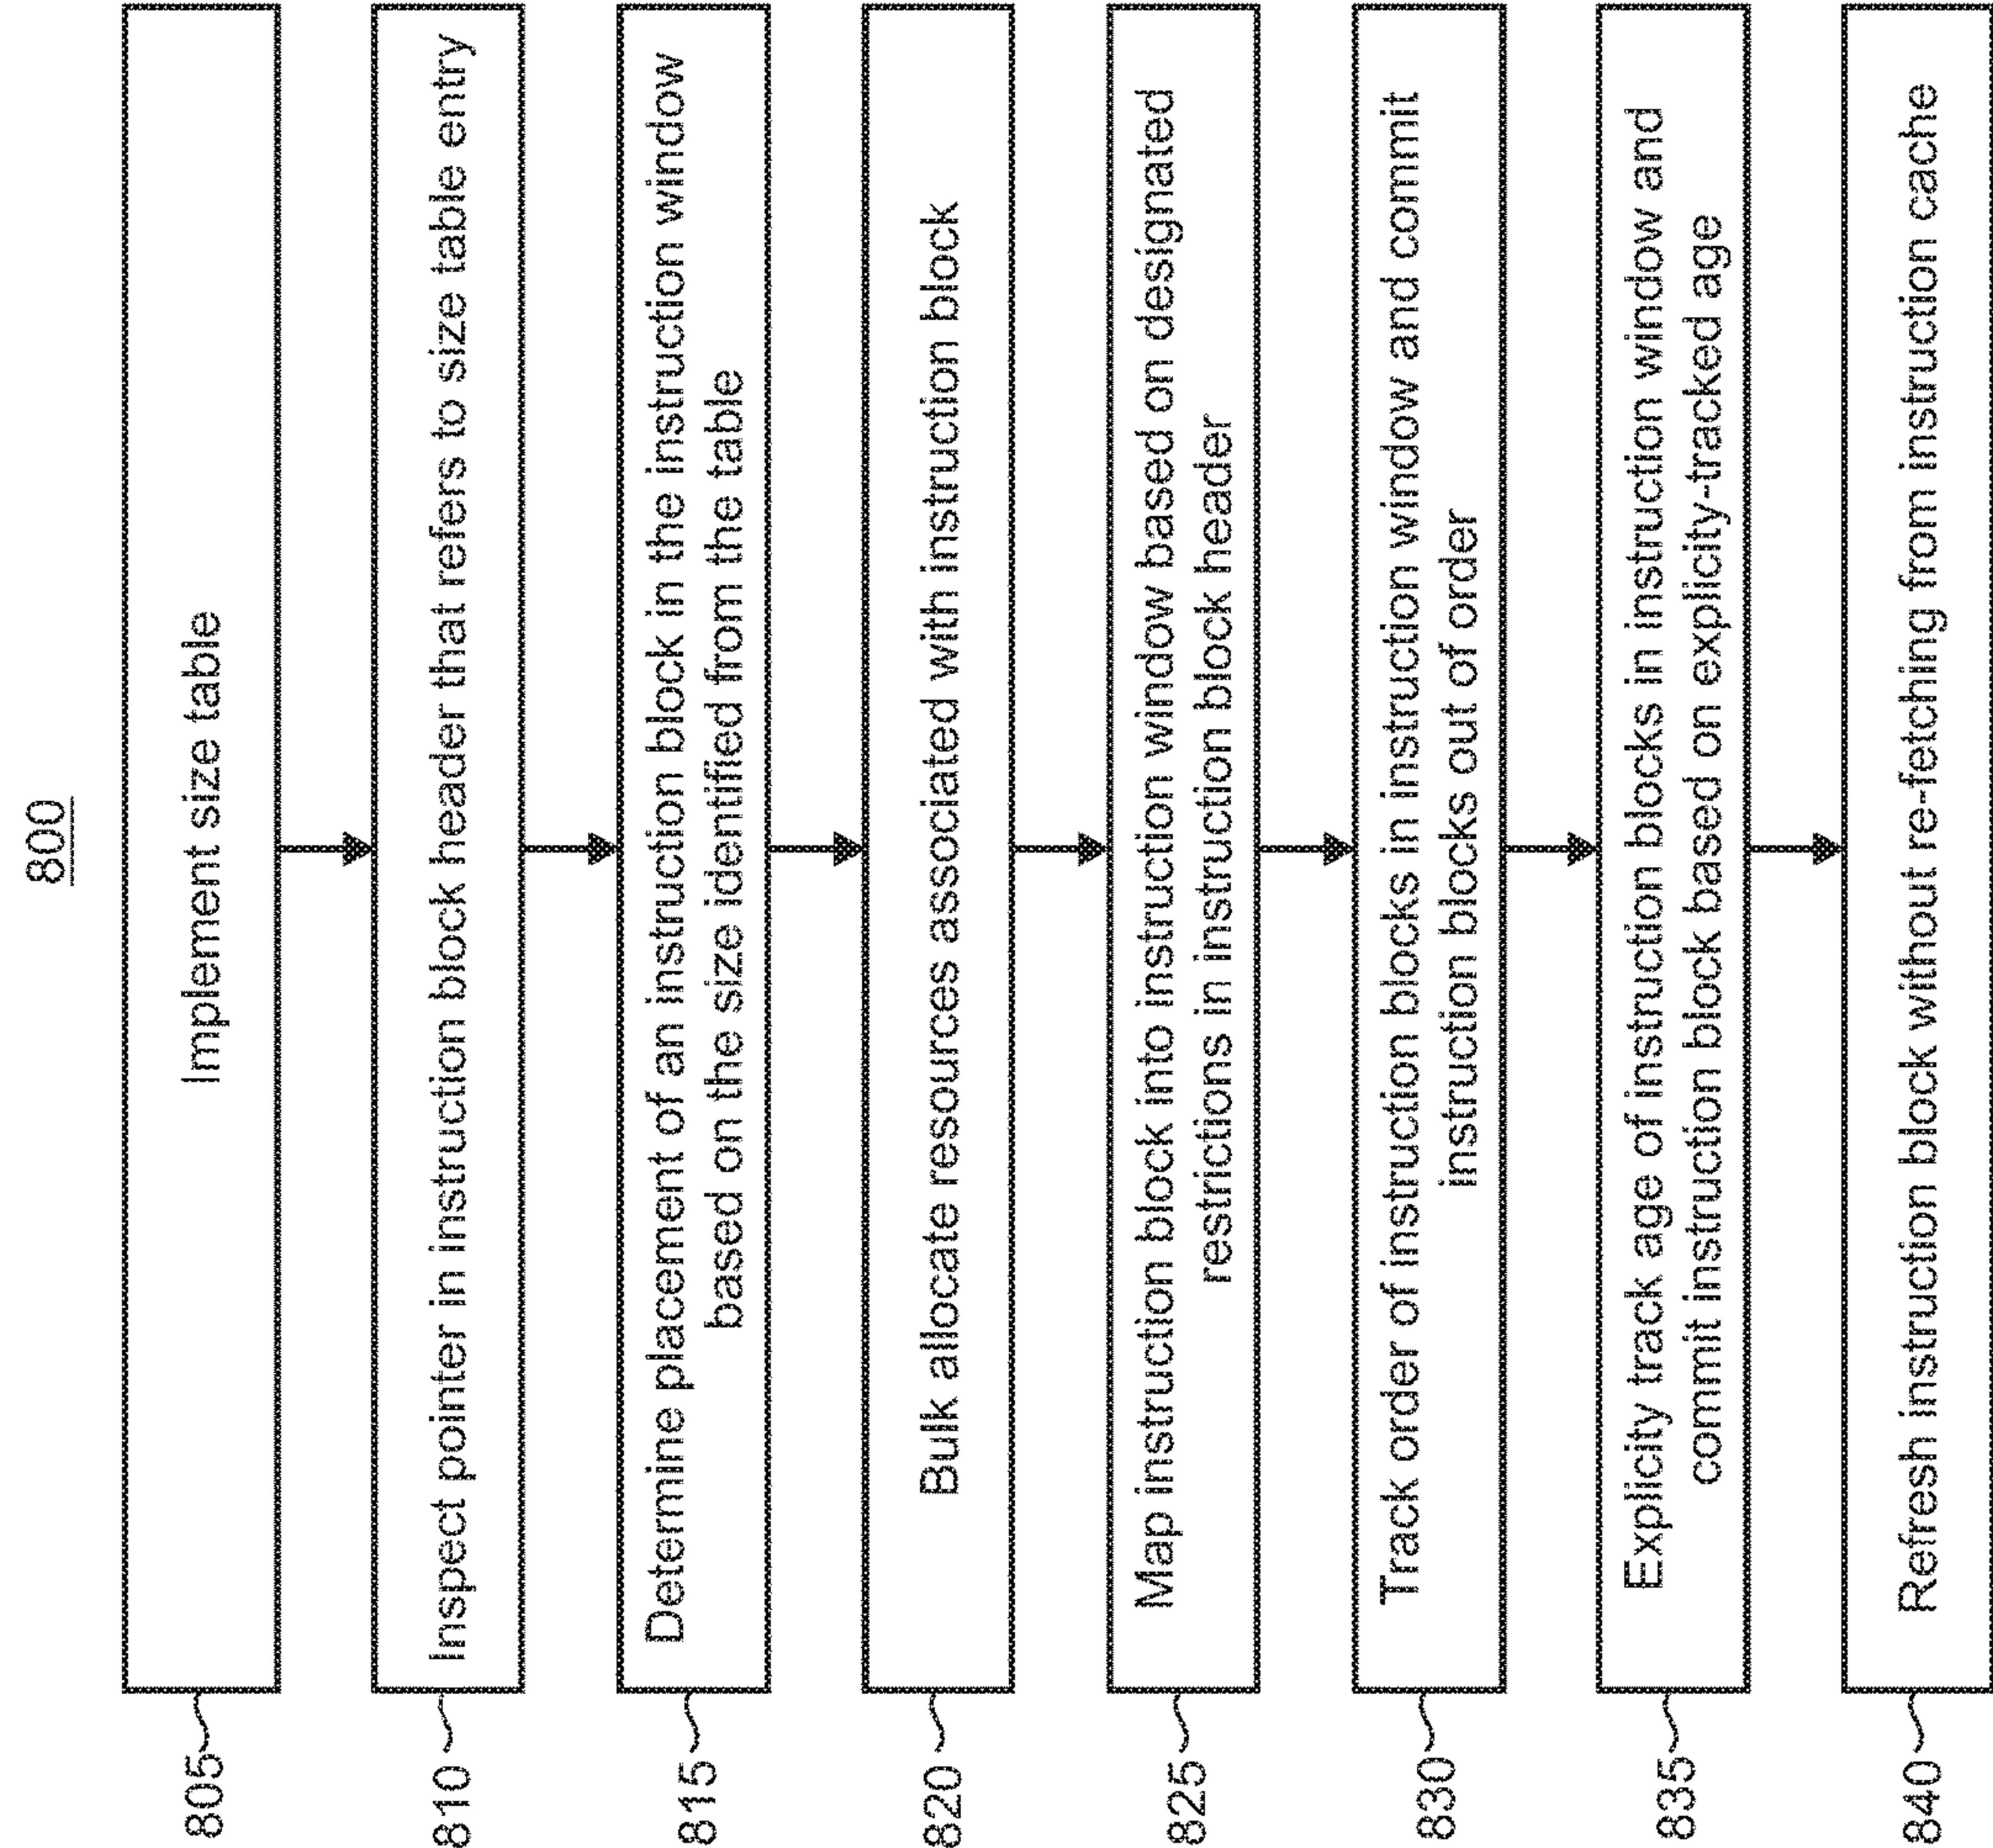 800
805
Implement size table
810
Inspect pointer in instruction block header that refers to size table entry
815
Determine placement of an instruction block in the instruction window
based on the size identified from the table
820
Bulk allocate resources associated with instruction block
825
Map instruction block into instruction window based on designated
restrictions in instruction block header
830
Track order of instruction blocks in instruction window and commit
instruction blocks out of order
835
Explicity track age of instruction blocks in instruction window and
commit instruction block based on explicity-tracked age
840
Refresh instruction block without re-fetching from instruction cache